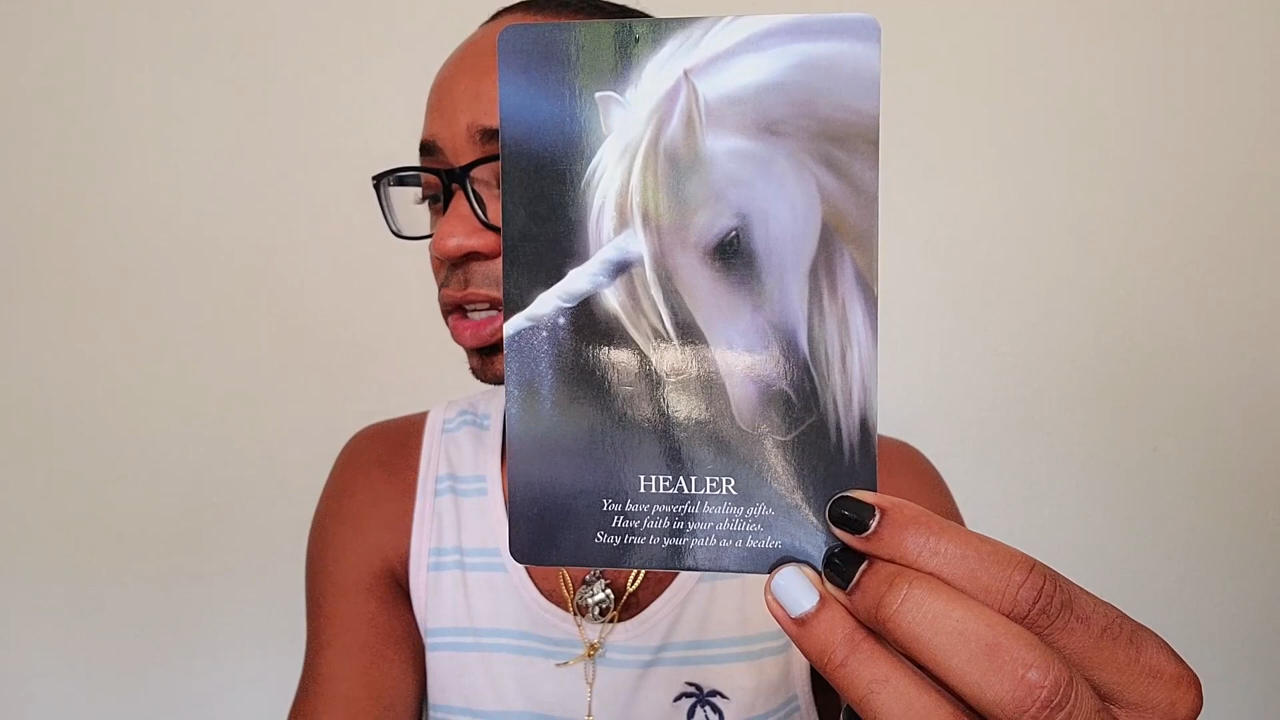 HEALER
You have powerful healing gifts.
Have faith in your abilities.
Stay true to your path as a healer.